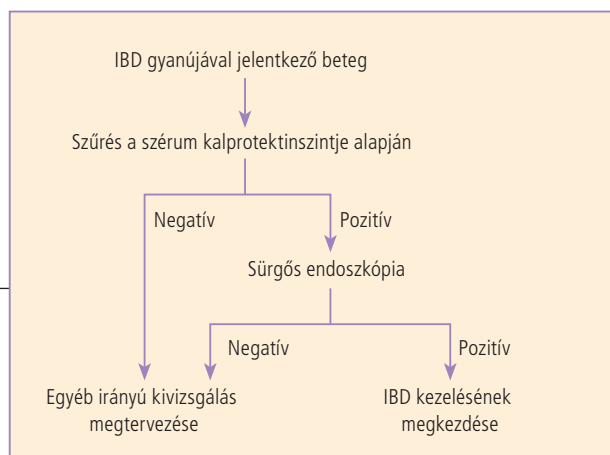 IBD gyanújával jelentkező beteg
Szűrés a szérum kalprotektinszintje alapján
Negatív
Pozitív
Sürgős endoszkópia
Negatív
Pozitív
Egyéb irányú kivizsgálás
megtervezése
IBD kezelésének
megkezdése